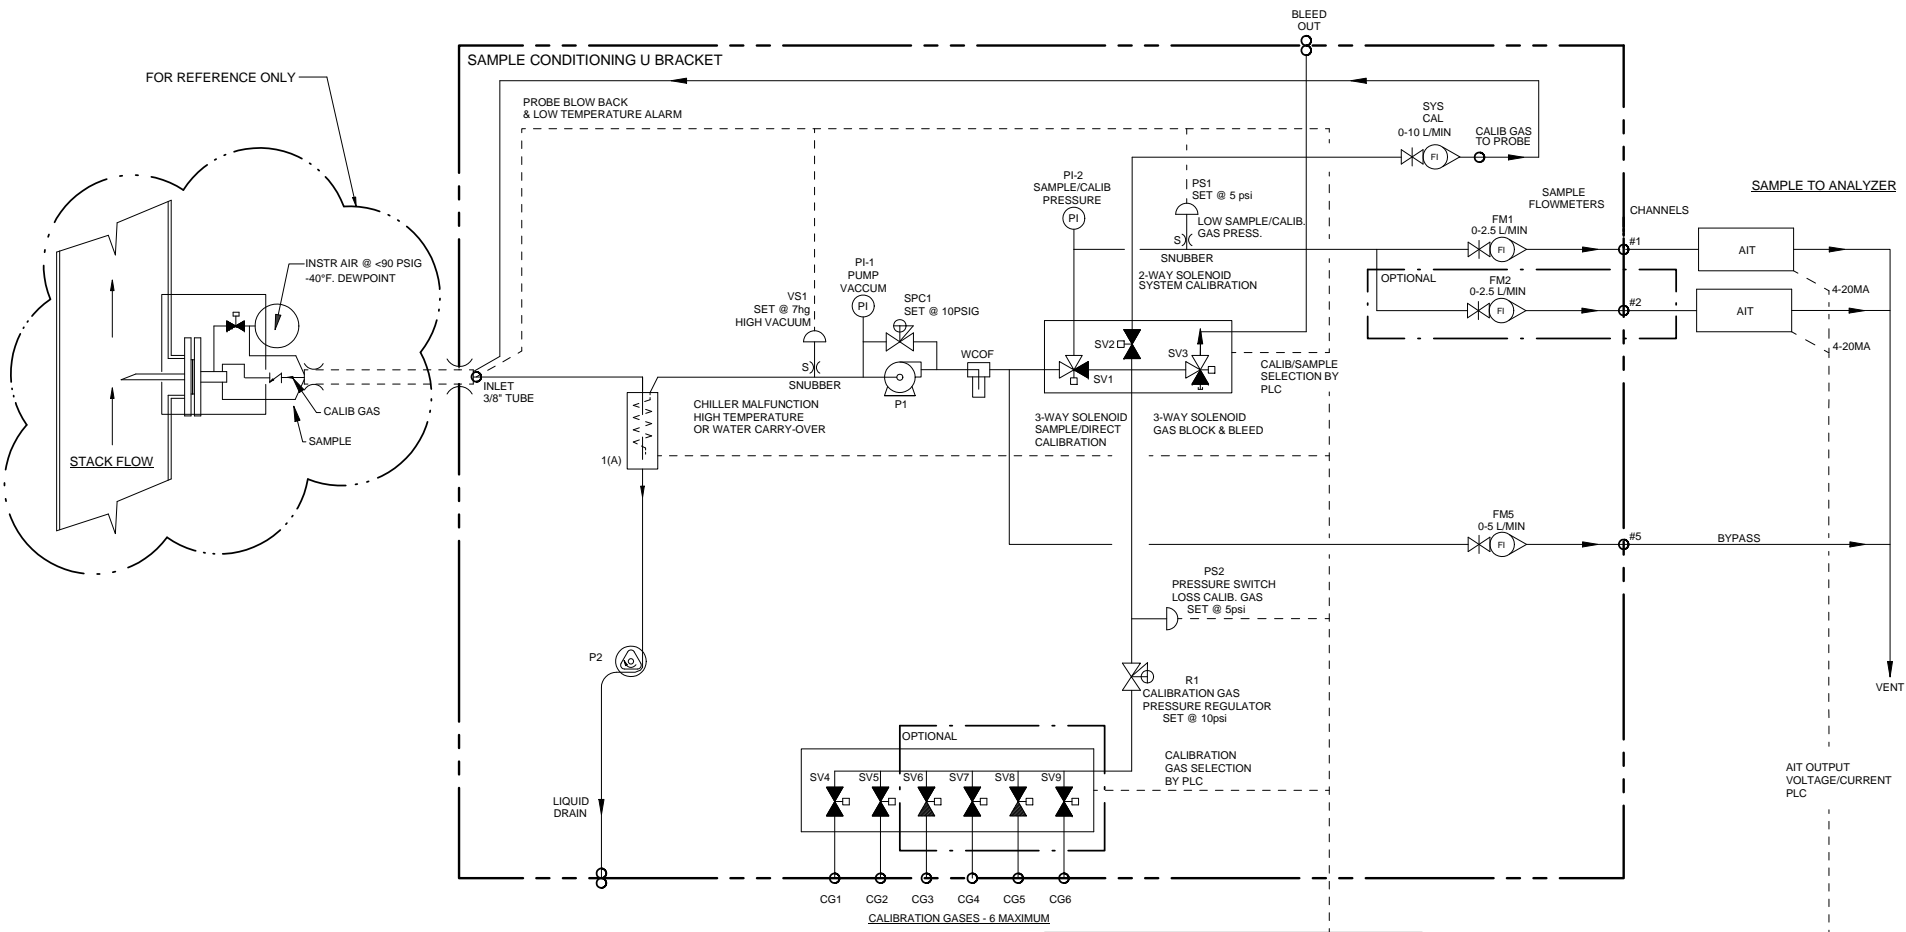 BLEED
OUT
SAMPLE CONDITIONING U BRACKET
FOR REFERENCE ONLY
PROBE BLOW BACK
& LOW TEMPERATURE ALARM
SYS
CAL
0-10 L/MIN
FI
CALIB GAS
TO PROBE
PI-2
SAMPLE/CALIB
PRESSURE
PI
PS1
SET @ 5 psi
LOW SAMPLE/CALIB.
GAS PRESS.
S
SNUBBER
SAMPLE
FLOWMETERS
CHANNELS
SAMPLE TO ANALYZER
FM1
0-2.5 L/MIN
FI
#1
AIT
OPTIONAL
FM2
0-2.5 L/MIN
FI
#2
AIT
4-20MA
4-20MA
INSTR AIR @ <90 PSIG
-40°F. DEWPOINT
PI-1
PUMP
VACCUM
PI
VS1
SET @ 7hg
HIGH VACUUM
S
SNUBBER
SPC1
SET @ 10PSIG
P1
WCOF
2-WAY SOLENOID
SYSTEM CALIBRATION
SV2
SV3
SV1
CALIB/SAMPLE
SELECTION BY
PLC
INLET
3/8" TUBE
CALIB GAS
SAMPLE
STACK FLOW
CHILLER MALFUNCTION
HIGH TEMPERATURE
OR WATER CARRY-OVER
1(A)
3-WAY SOLENOID
SAMPLE/DIRECT
CALIBRATION
3-WAY SOLENOID
GAS BLOCK & BLEED
FM5
0-5 L/MIN
FI
#5
BYPASS
PS2
PRESSURE SWITCH
LOSS CALIB. GAS
SET @ 5psi
P2
R1
CALIBRATION GAS
PRESSURE REGULATOR
SET @ 10psi
VENT
OPTIONAL
SV4
SV5
SV6
SV7
SV8
SV9
CALIBRATION
GAS SELECTION
BY PLC
AIT OUTPUT
VOLTAGE/CURRENT
PLC
LIQUID
DRAIN
CG1
CG2
CG3
CG4
CG5
CG6
CALIBRATION GASES - 6 MAXIMUM